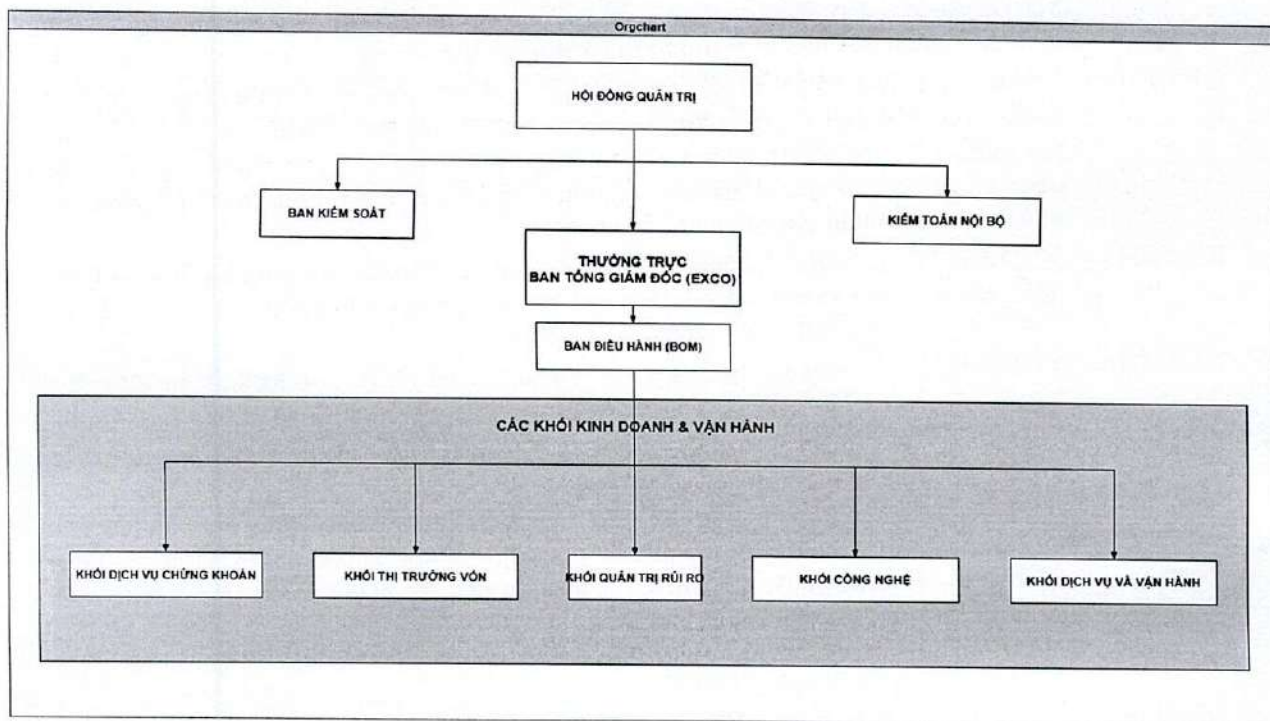 Orgchart
HỘI ĐỒNG QUẢN TRỊ
BAN KIỂM SOÁT
KIỂM TOÁN NỘI BỘ
THƯỜNG TRỰC
BAN TỔNG GIÁM ĐỐC (EXCO)
BAN ĐIỀU HÀNH (BOM)
CÁC KHỐI KINH DOANH & VẬN HÀNH
KHỐI DỊCH VỤ CHỨNG KHOÁN
KHỐI THỊ TRƯỜNG VỐN
KHỐI QUẢN TRỊ RỦI RO
KHỐI CÔNG NGHỆ
KHỐI DỊCH VỤ VÀ VẬN HÀNH